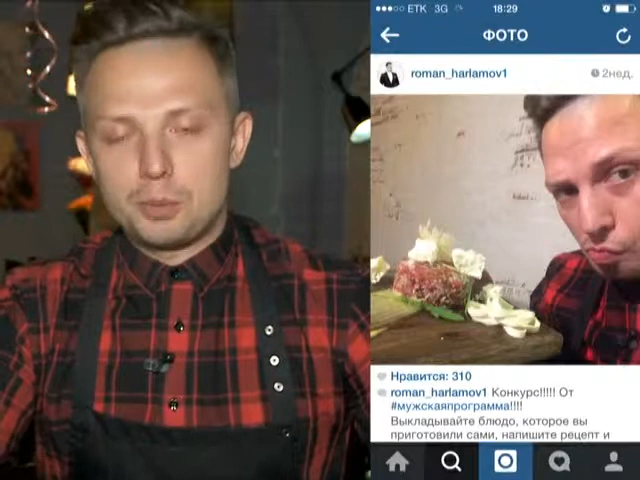 ETK 3G 18:29
ФОТО
roman_harlamov1 2нед.
Нравится: 310
roman_harlamov1 Конкурс!!!!! От
#мужскаяпрограмма!!!!
Выкладывайте блюдо, которое вы
приготовили сами, напишите рецепт и